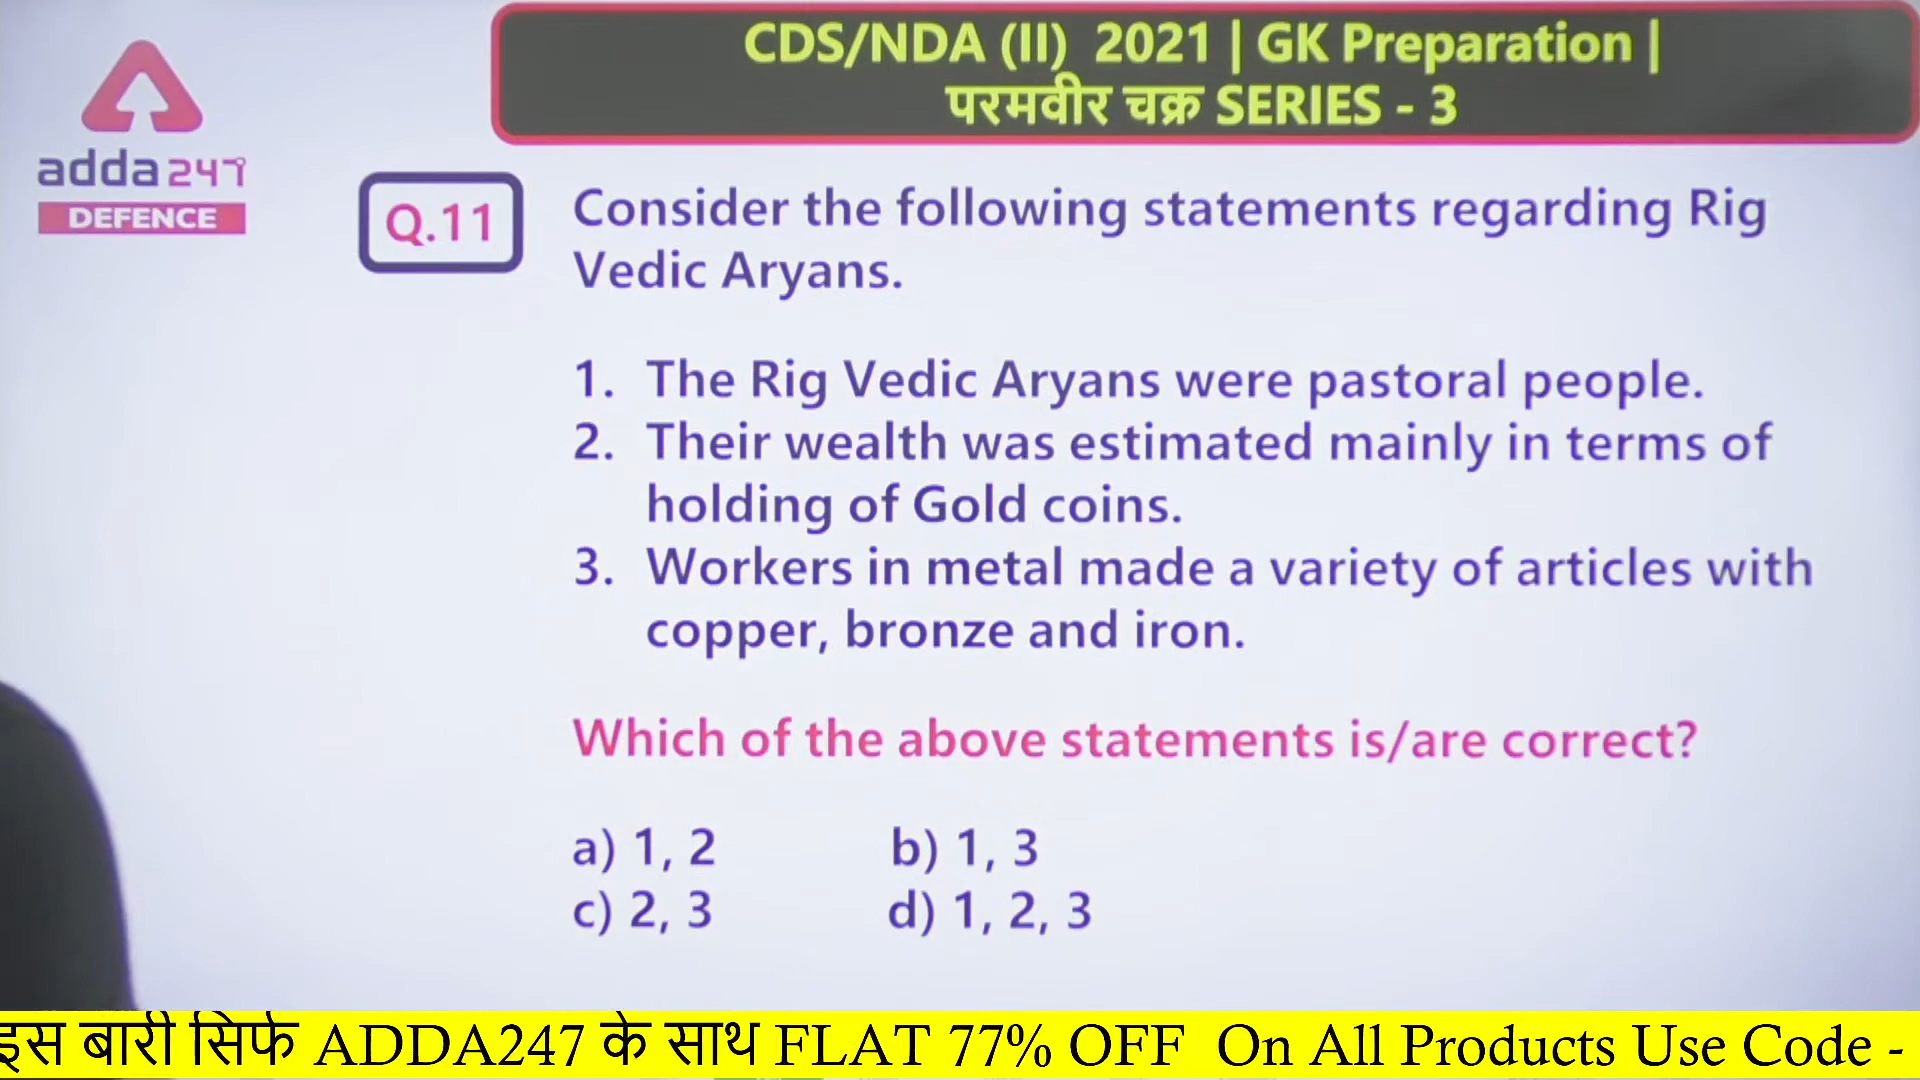 CDS/NDA (II) 2021 | GK Preparation |
परमवीर चक्र SERIES - 3
adda247
DEFENCE
Q.11
Consider the following statements regarding Rig
Vedic Aryans.
1. The Rig Vedic Aryans were pastoral people.
2. Their wealth was estimated mainly in terms of
holding of Gold coins.
3. Workers in metal made a variety of articles with
copper, bronze and iron.
Which of the above statements is/are correct?
a) 1, 2 b) 1, 3
c) 2, 3 d) 1, 2, 3
इस बारी सिर्फ ADDA247 के साथ FLAT 77% OFF On All Products Use Code -